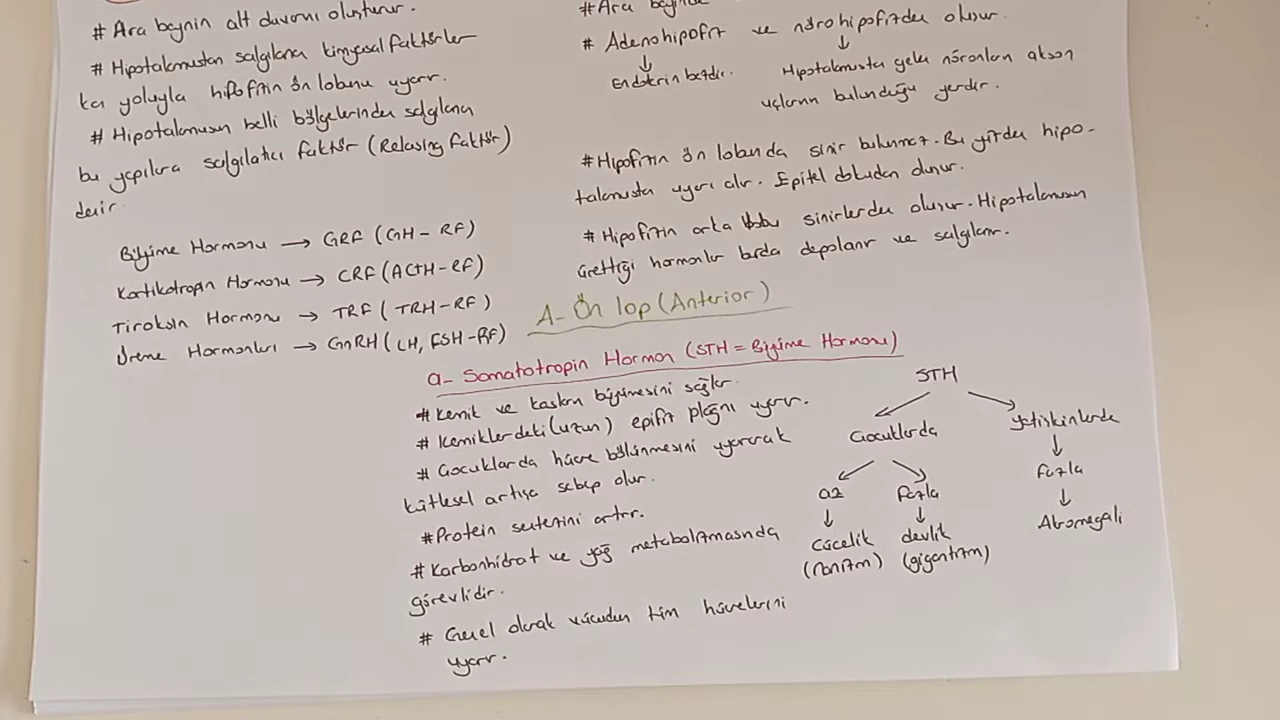 # Ara beynin alt duvarını oluşturur.
# Hipotalamustan salgılanan kimyasal faktörler
kan yoluyla hipofizin ön lobunu uyarır.
# Hipotalamusun belli bölgelerinden salgılanan
bu yapılara salgılatıcı faktör (Relasing faktör)
denir.
Büyüme Hormonu → GRF (GH-RF)
Kortikotropin Hormonu → CRF (ACTH-RF)
Tiroksin Hormonu → TRF (TRH-RF)
Üreme Hormonları → GnRH (LH, FSH-RF)
# Ara beyinde
# Adenohipofiz ve nörohipofizden oluşur.
↓ ↓
Endokrin bezdir. Hipotalamustan gelen nöronların akson
uçlarının bulunduğu yerdir.
# Hipofizin ön lobunda sinir bulunmaz. Bu yüzden hipo-
talamustan uyarı alır. Epitel dokudan oluşur.
# Hipofizin arka lobu sinirlerden oluşur. Hipotalamusun
ürettiği hormonlar burda depolanır ve salgılanır.
A- Ön lop (Anterior)
a- Somatotropin Hormon (STH = Büyüme Hormonu)
# Kemik ve kasların büyümesini sağlar.
# Kemiklerdeki (uzun) epifiz plağını uyarır.
# Çocuklarda hücre bölünmesini uyararak
kütlesel artışa sebep olur.
# Protein sentezini artırır.
# Karbonhidrat ve yağ metabolizmasında
görevlidir.
# Genel olarak vücudun tüm hücrelerini
uyarır.
STH
Çocuklarda Yetişkinlerde
↓
az fazla fazla
↓ ↓ ↓
Cücelik devlik Akromegali
(nanizm) (gigantizm)